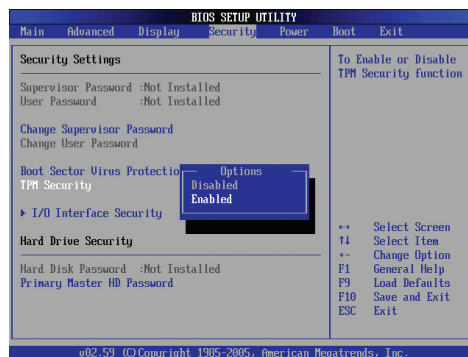 BIOS SETUP UTILITY
Main Advanced Display Security Power Boot Exit
Security Settings
Supervisor Password :Not Installed
User Password :Not Installed
Change Supervisor Password
Change User Password
Boot Sector Virus Protectio
TPM Security
Options
Disabled
Enabled
▶ I/O Interface Security
Hard Drive Security
Hard Disk Password :Not Installed
Primary Master HD Password
To Enable or Disable
TPM Security function
↔ Select Screen
↑↓ Select Item
+- Change Option
F1 General Help
F9 Load Defaults
F10 Save and Exit
ESC Exit
v02.59 (C)Copyright 1985-2005, American Megatrends, Inc.